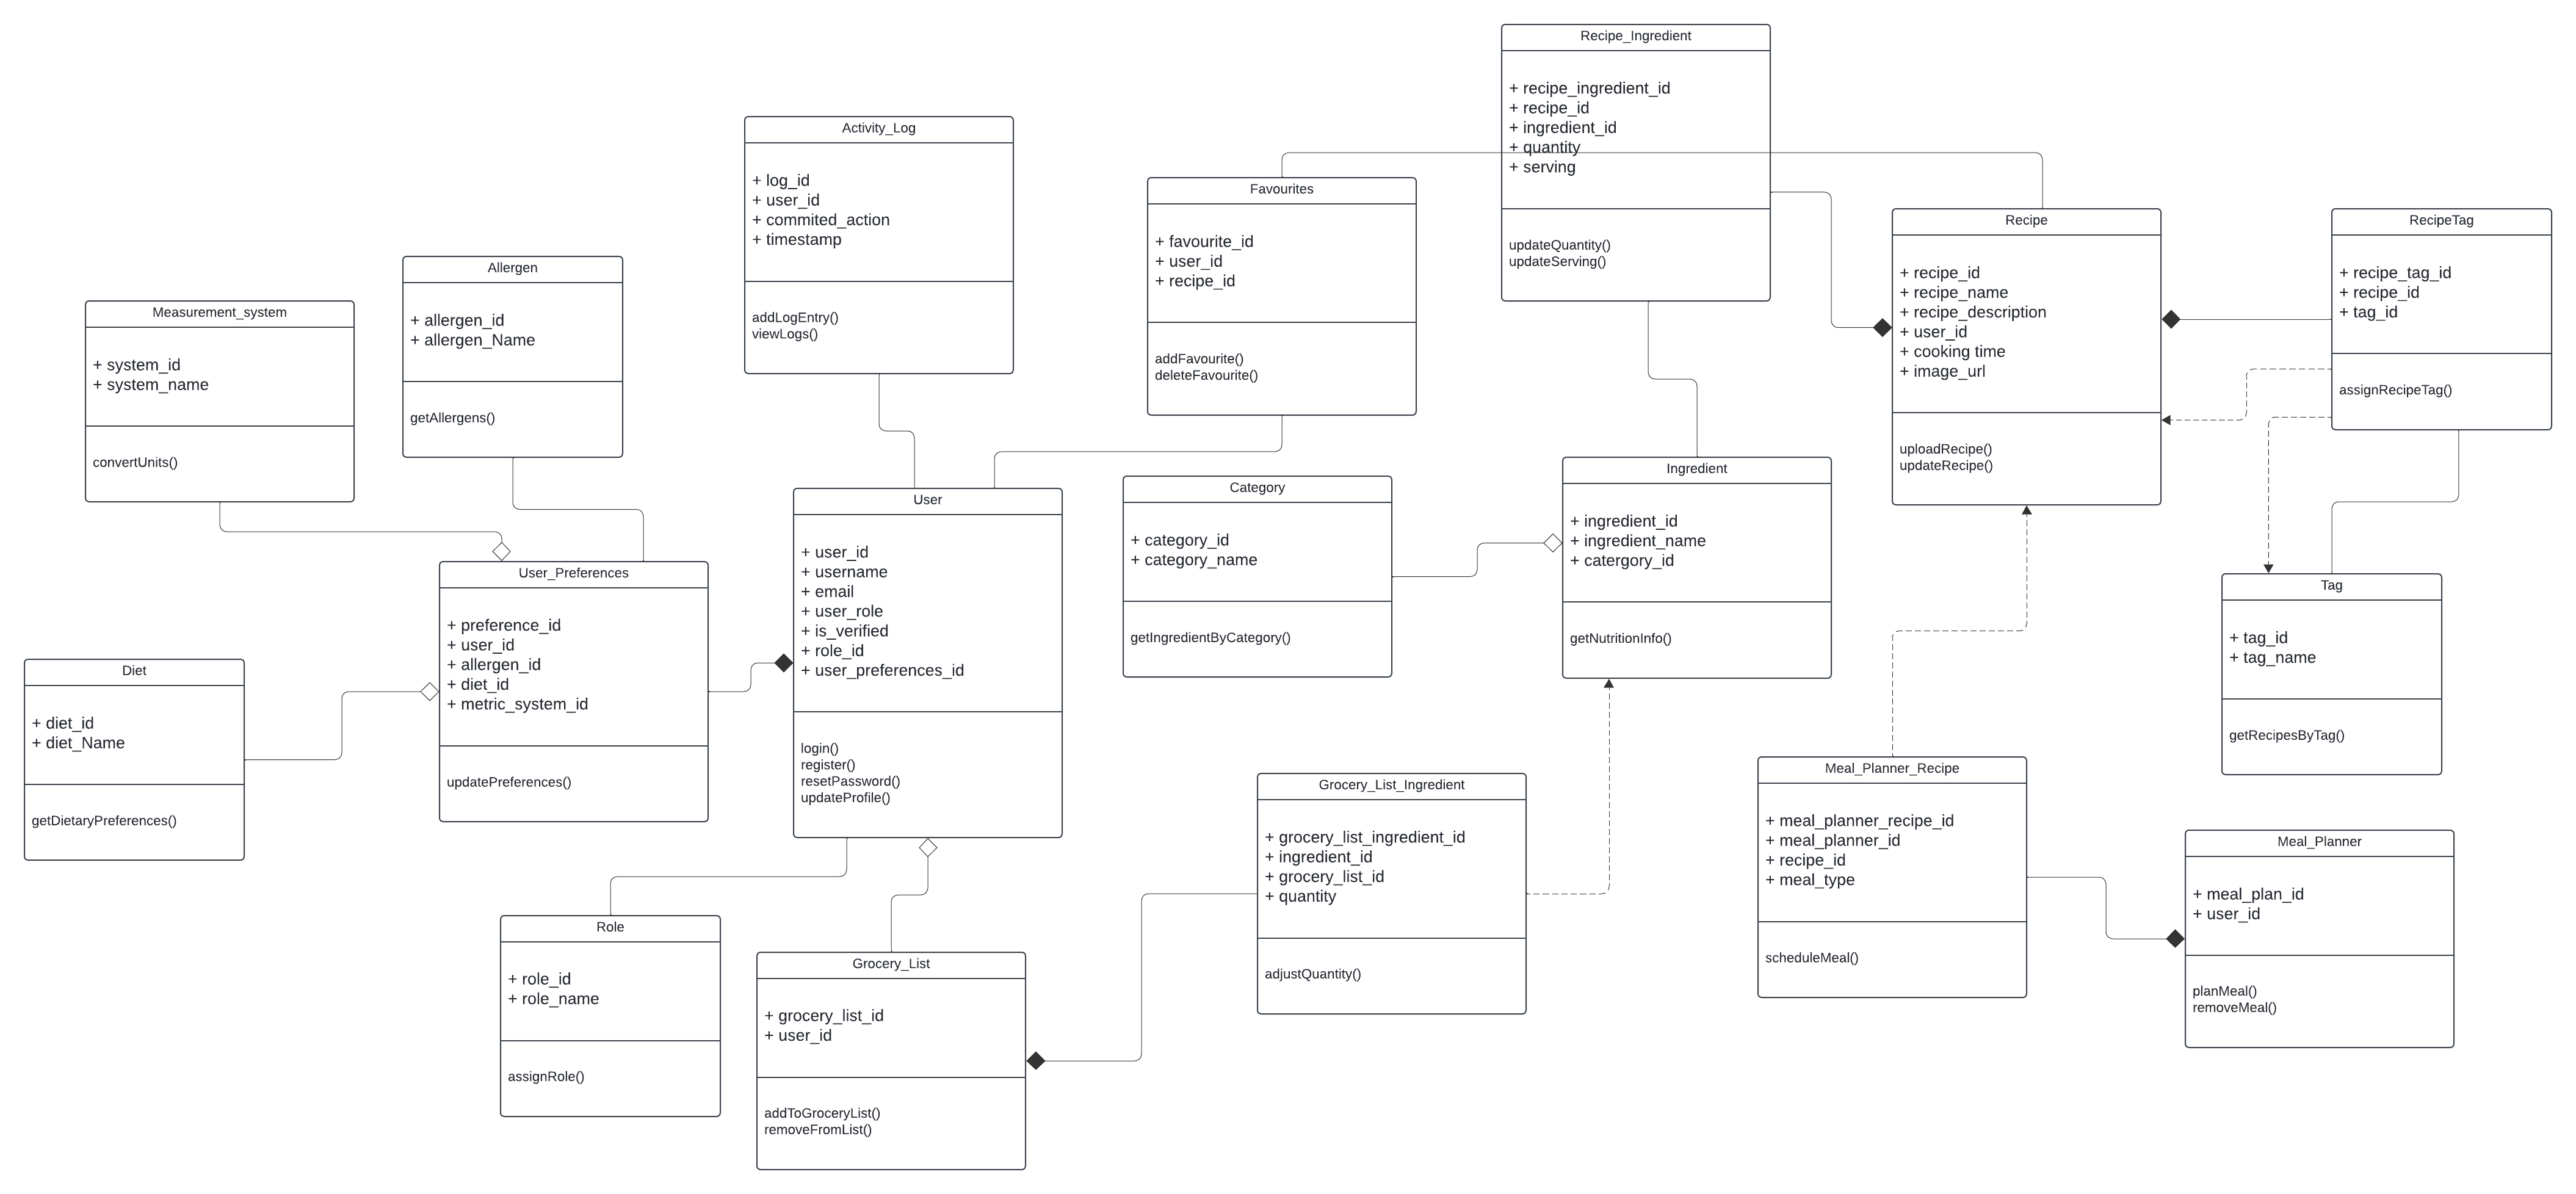 Recipe_Ingredient
+ recipe_ingredient_id
+ recipe_id
+ ingredient_id
+ quantity
+ serving
updateQuantity()
updateServing()
Activity_Log
+ log_id
+ user_id
+ commited_action
+ timestamp
addLogEntry()
viewLogs()
Favourites
+ favourite_id
+ user_id
+ recipe_id
addFavourite()
deleteFavourite()
Recipe
+ recipe_id
+ recipe_name
+ recipe_description
+ user_id
+ cooking time
+ image_url
uploadRecipe()
updateRecipe()
RecipeTag
+ recipe_tag_id
+ recipe_id
+ tag_id
assignRecipeTag()
Allergen
+ allergen_id
+ allergen_Name
getAllergens()
Measurement_system
+ system_id
+ system_name
convertUnits()
User
+ user_id
+ username
+ email
+ user_role
+ is_verified
+ role_id
+ user_preferences_id
login()
register()
resetPassword()
updateProfile()
Category
+ category_id
+ category_name
getIngredientByCategory()
Ingredient
+ ingredient_id
+ ingredient_name
+ catergory_id
getNutritionInfo()
User_Preferences
+ preference_id
+ user_id
+ allergen_id
+ diet_id
+ metric_system_id
updatePreferences()
Tag
+ tag_id
+ tag_name
getRecipesByTag()
Diet
+ diet_id
+ diet_Name
getDietaryPreferences()
Grocery_List_Ingredient
+ grocery_list_ingredient_id
+ ingredient_id
+ grocery_list_id
+ quantity
adjustQuantity()
Meal_Planner_Recipe
+ meal_planner_recipe_id
+ meal_planner_id
+ recipe_id
+ meal_type
scheduleMeal()
Meal_Planner
+ meal_plan_id
+ user_id
planMeal()
removeMeal()
Role
+ role_id
+ role_name
assignRole()
Grocery_List
+ grocery_list_id
+ user_id
addToGroceryList()
removeFromList()